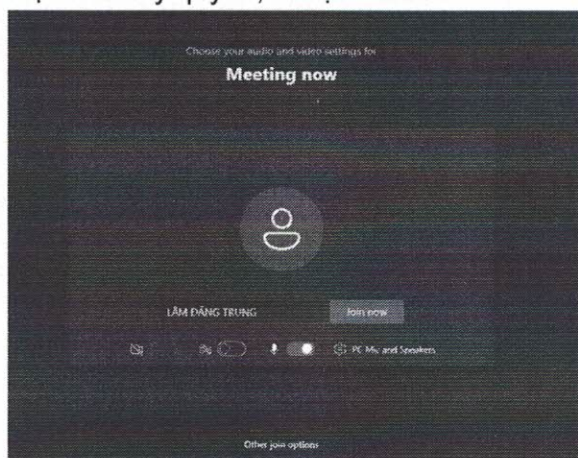 Choose your audio and video settings for
Meeting now
LÂM ĐĂNG TRUNG
Join now
PC Mic and Speakers
Other join options